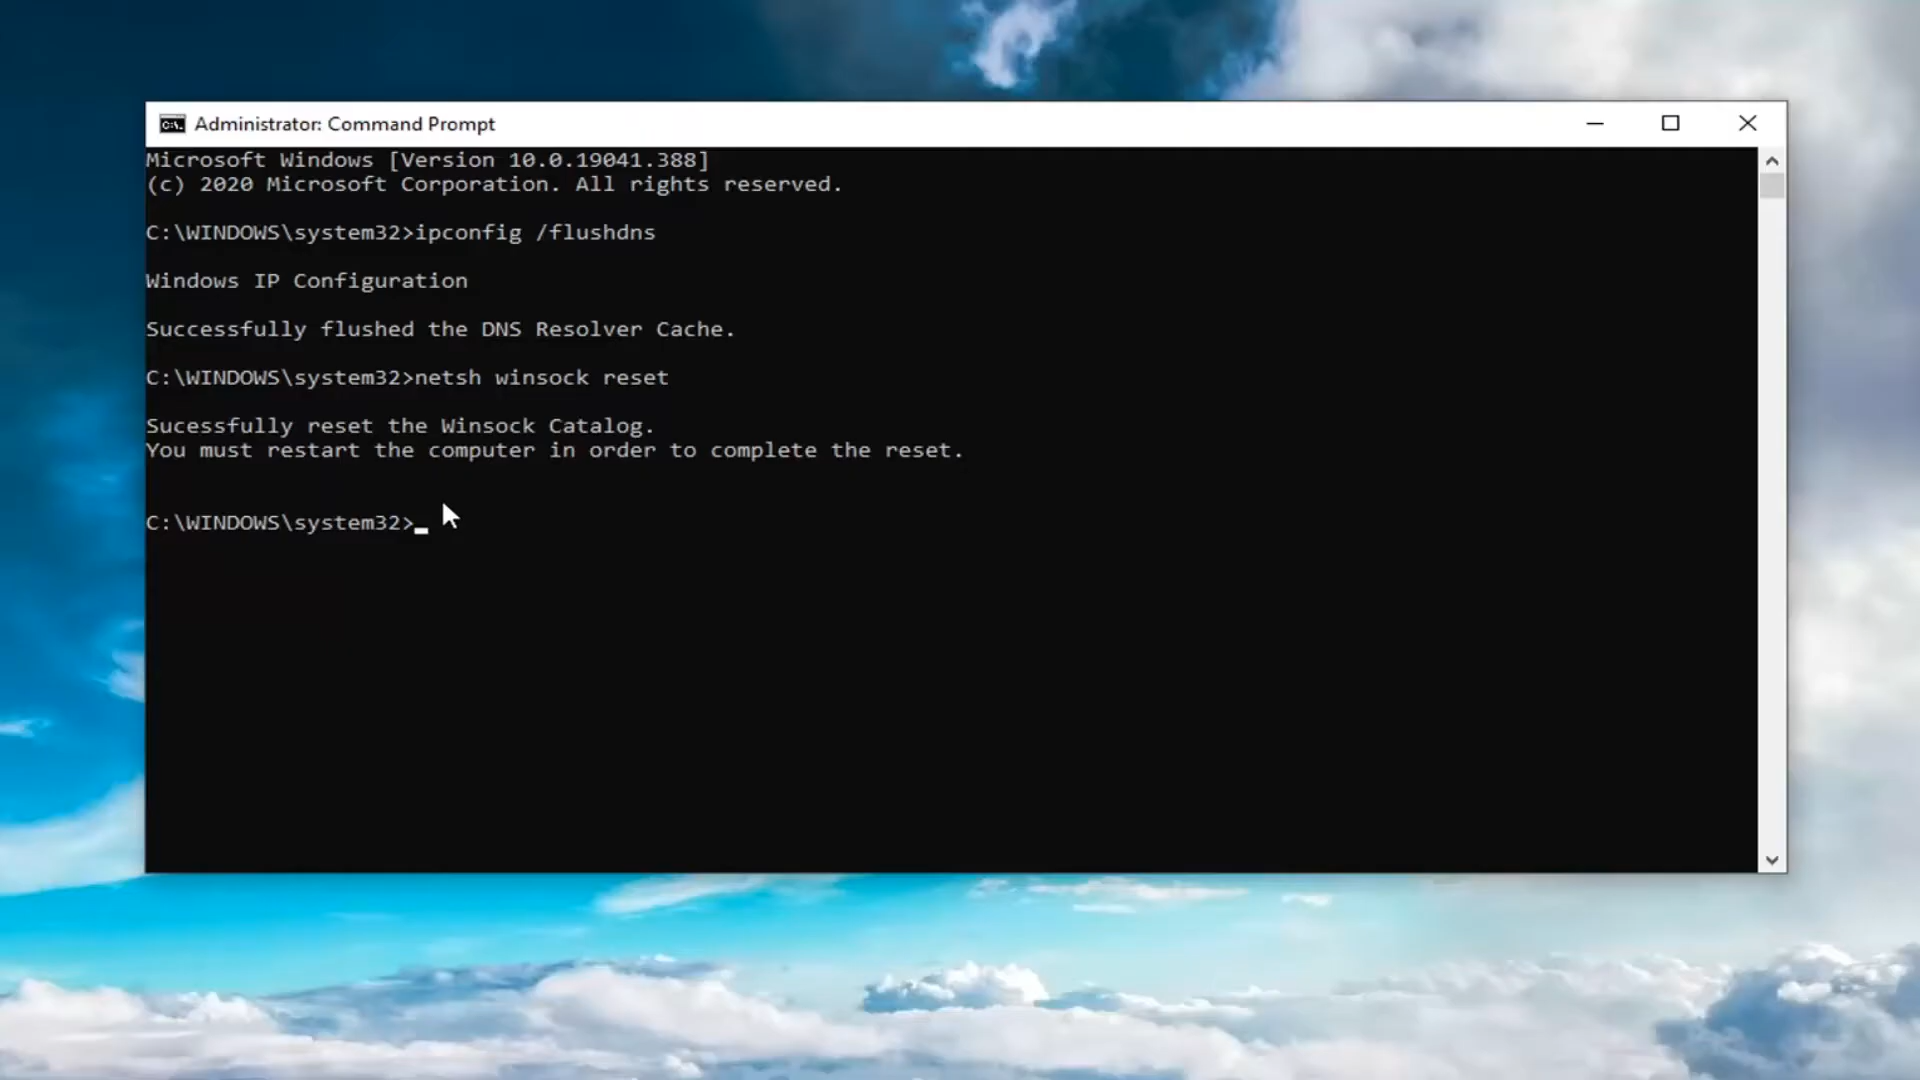 Administrator: Command Prompt
Microsoft Windows [Version 10.0.19041.388]
(c) 2020 Microsoft Corporation. All rights reserved.
C:\WINDOWS\system32>ipconfig /flushdns
Windows IP Configuration
Successfully flushed the DNS Resolver Cache.
C:\WINDOWS\system32>netsh winsock reset
Sucessfully reset the Winsock Catalog.
You must restart the computer in order to complete the reset.
C:\WINDOWS\system32>_